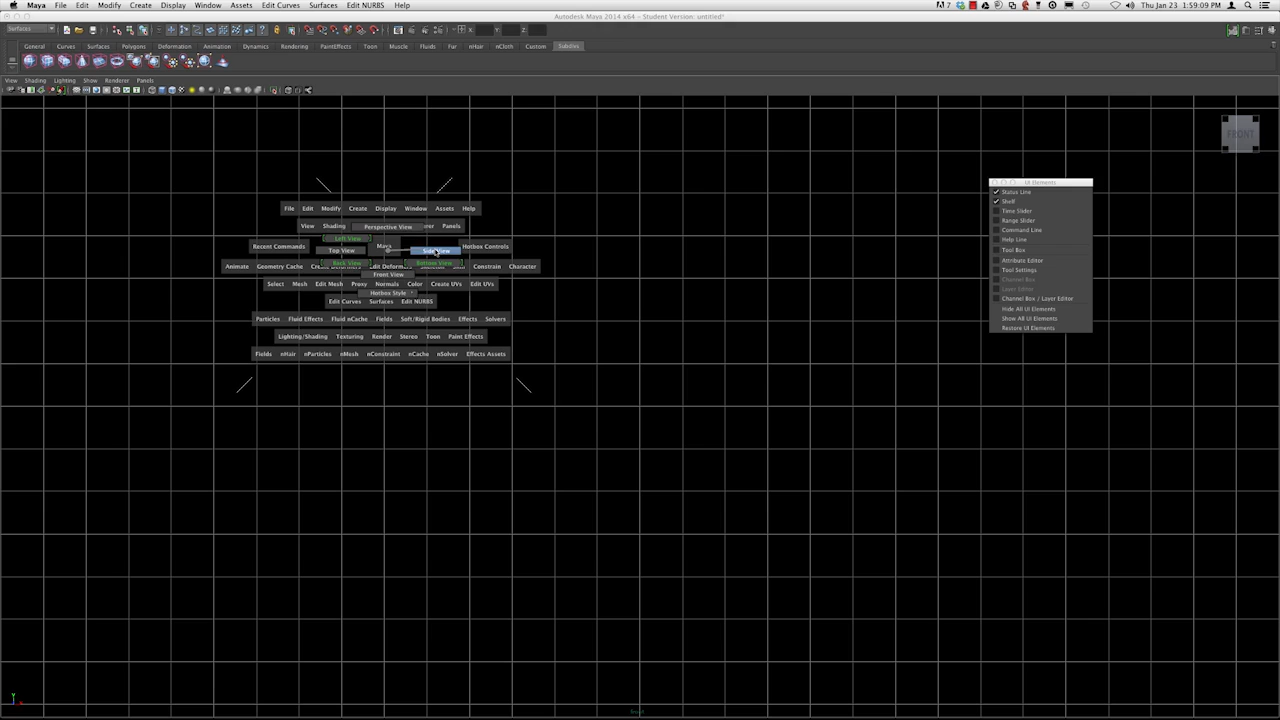 Maya File Edit Modify Create Display Window Assets Edit Curves Surfaces Edit NURBS Help
7 Thu Jan 23 1:59:09 PM
Autodesk Maya 2014 x64 - Student Version: untitled*
Surfaces X: Y: Z:
General Curves Surfaces Polygons Deformation Animation Dynamics Rendering PaintEffects Toon Muscle Fluids Fur nHair nCloth Custom Subdivs
View Shading Lighting Show Renderer Panels
FRONT
UI Elements
Status Line
Shelf
Time Slider
Range Slider
Command Line
Help Line
Tool Box
Attribute Editor
Tool Settings
Channel Box
Layer Editor
Channel Box / Layer Editor
Hide All UI Elements
Show All UI Elements
Restore UI Elements
File Edit Modify Create Display Window Assets Help
View Shading Perspective View Panels
Left View
Recent Commands Top View Maya Side View Hotbox Controls
Back View Bottom View
Animate Geometry Cache Edit Deformers Constrain Character
Front View
Select Mesh Edit Mesh Proxy Normals Color Create UVs Edit UVs
Hotbox Style
Edit Curves Surfaces Edit NURBS
Particles Fluid Effects Fluid nCache Fields Soft/Rigid Bodies Effects Solvers
Lighting/Shading Texturing Render Stereo Toon Paint Effects
Fields nHair nParticles nMesh nConstraint nCache nSolver Effects Assets